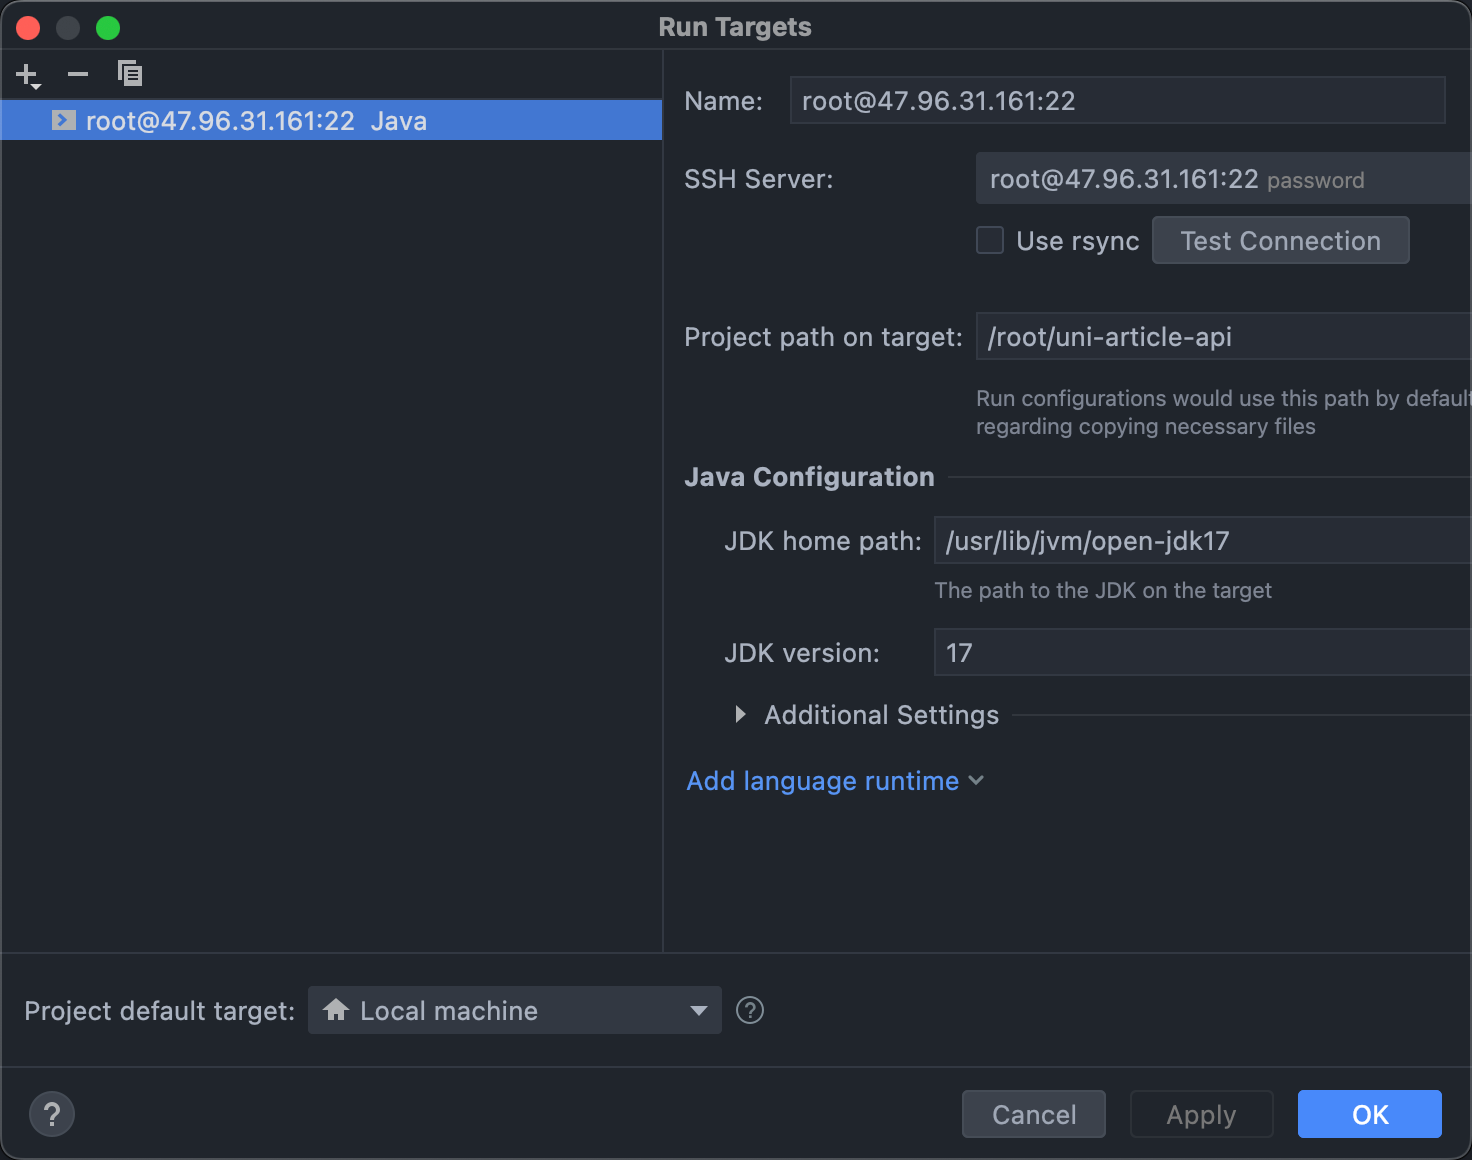 Run Targets
root@47.96.31.161:22 Java
Name: root@47.96.31.161:22
SSH Server: root@47.96.31.161:22 password
Use rsync Test Connection
Project path on target: /root/uni-article-api
Run configurations would use this path by default
regarding copying necessary files
Java Configuration
JDK home path: /usr/lib/jvm/open-jdk17
The path to the JDK on the target
JDK version: 17
Additional Settings
Add language runtime
Project default target: Local machine ?
? Cancel Apply OK